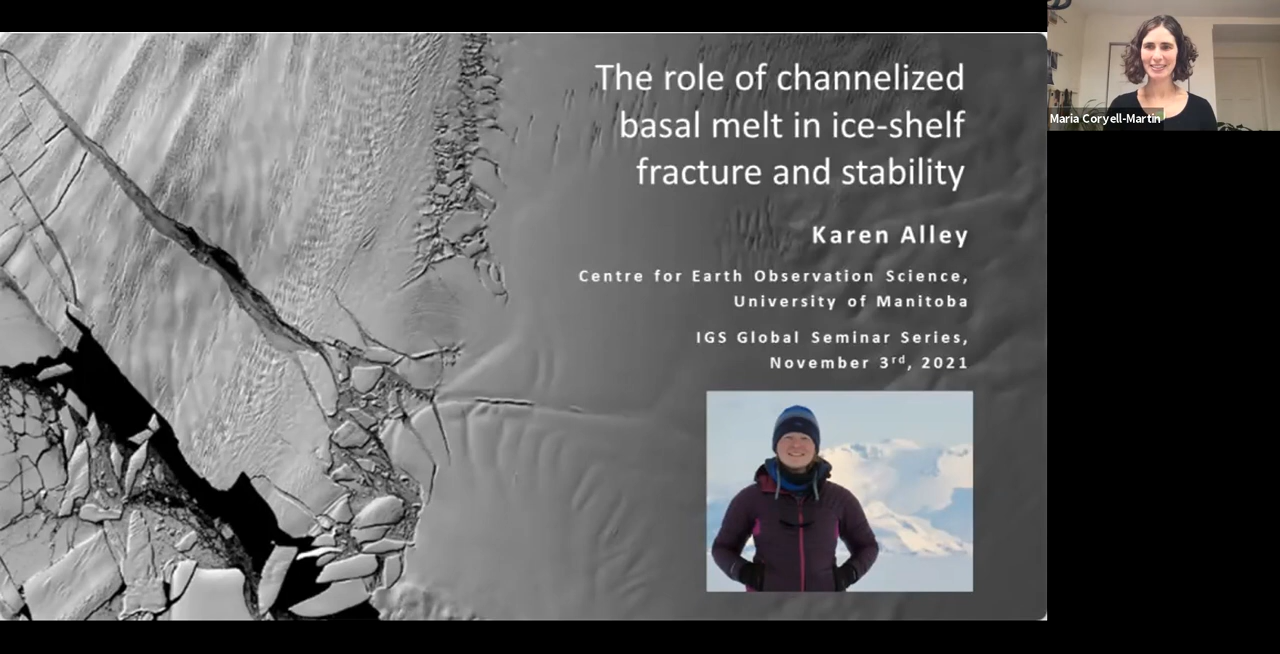 The role of channelized
basal melt in ice-shelf
fracture and stability
Karen Alley
Centre for Earth Observation Science,
University of Manitoba
IGS Global Seminar Series,
November 3rd, 2021
Maria Coryell-Martin